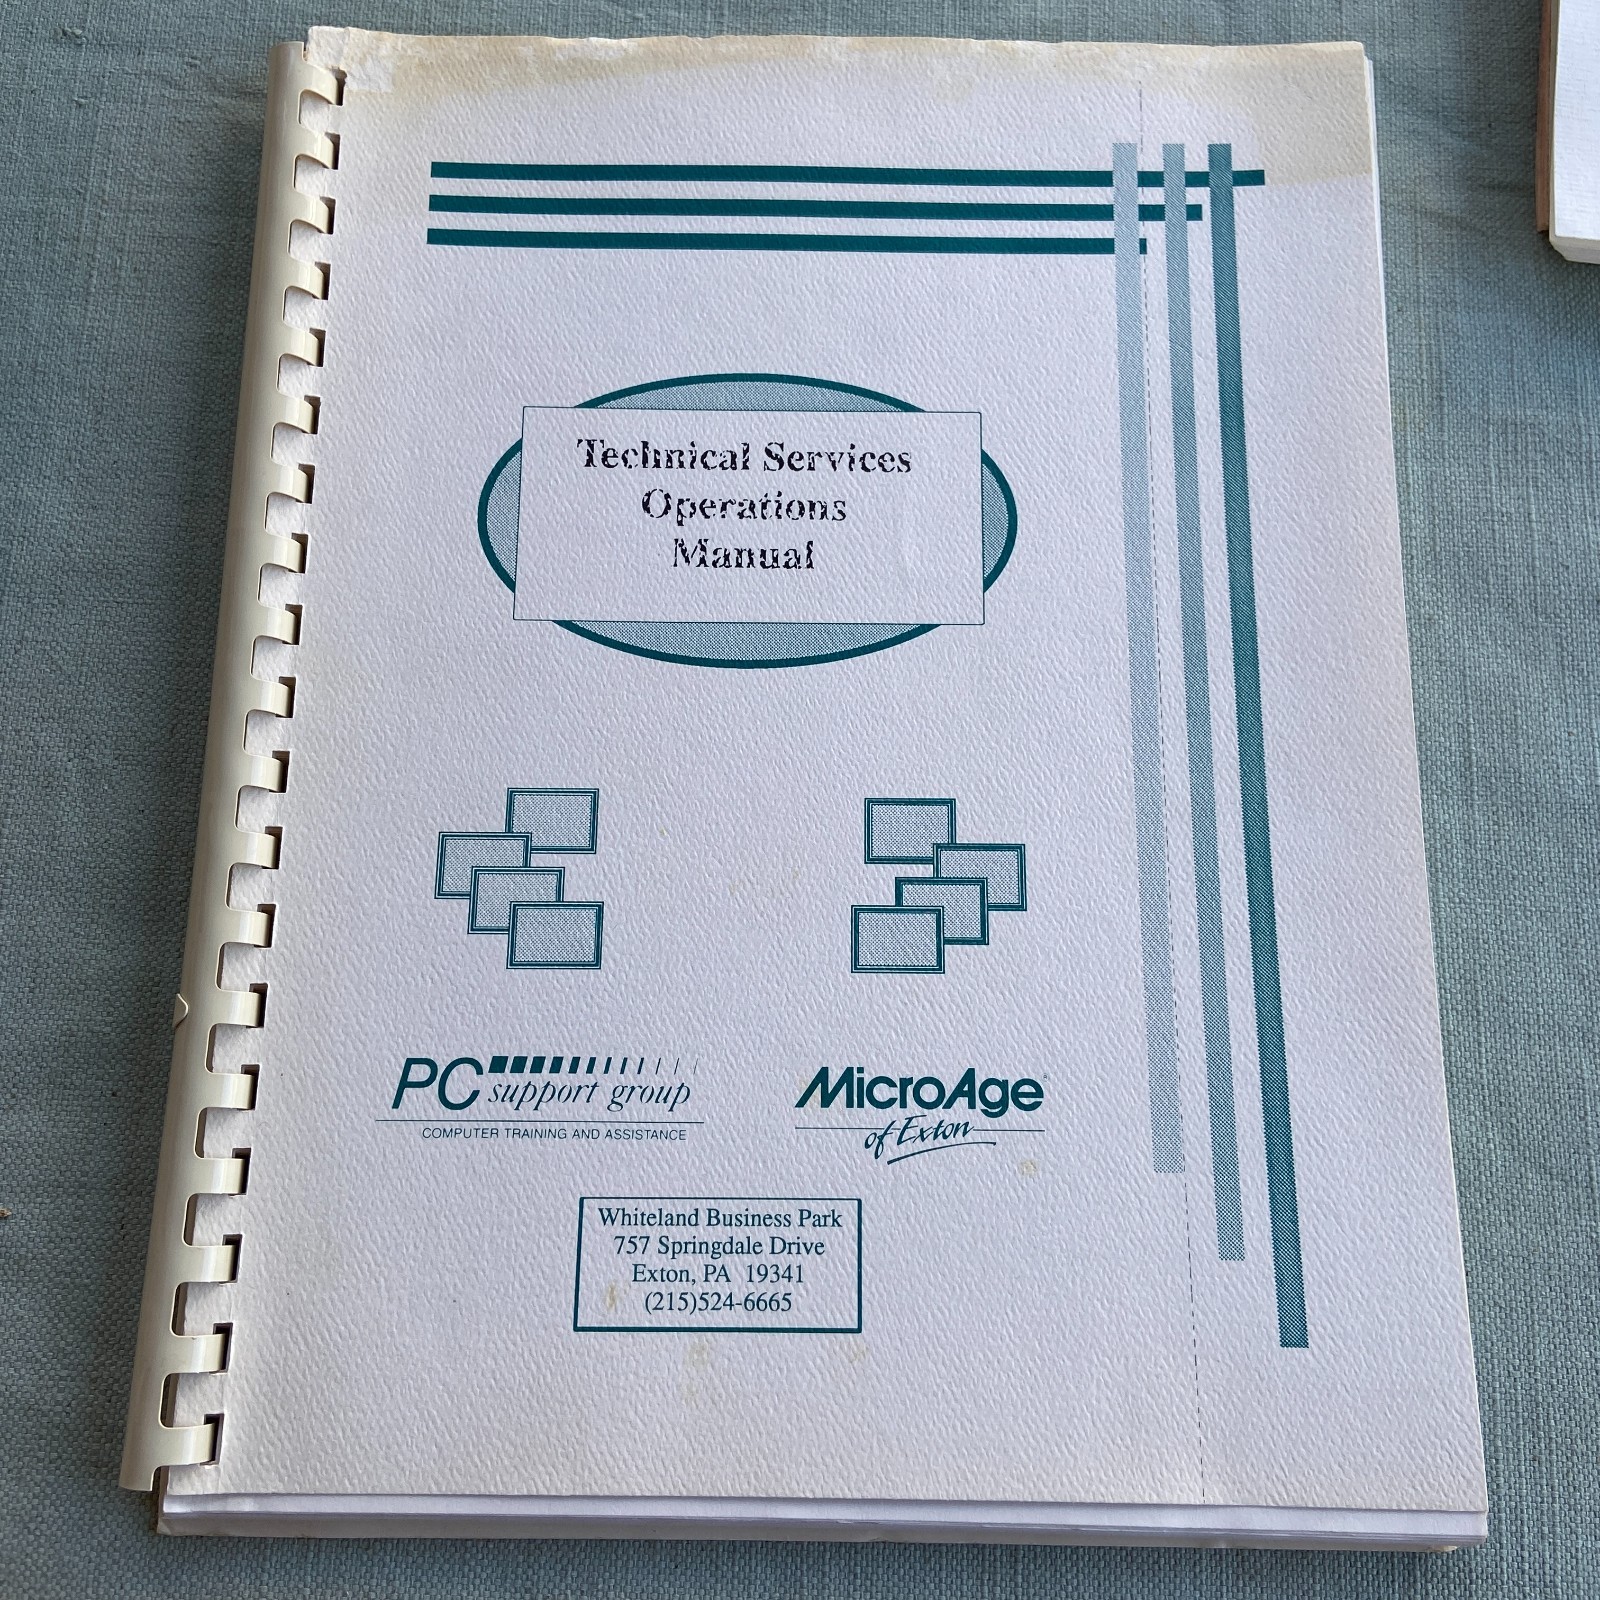 Technical Services
Operations
Manual
PC support group
COMPUTER TRAINING AND ASSISTANCE
MicroAge
of Exton
Whiteland Business Park
757 Springdale Drive
Exton, PA 19341
(215)524-6665